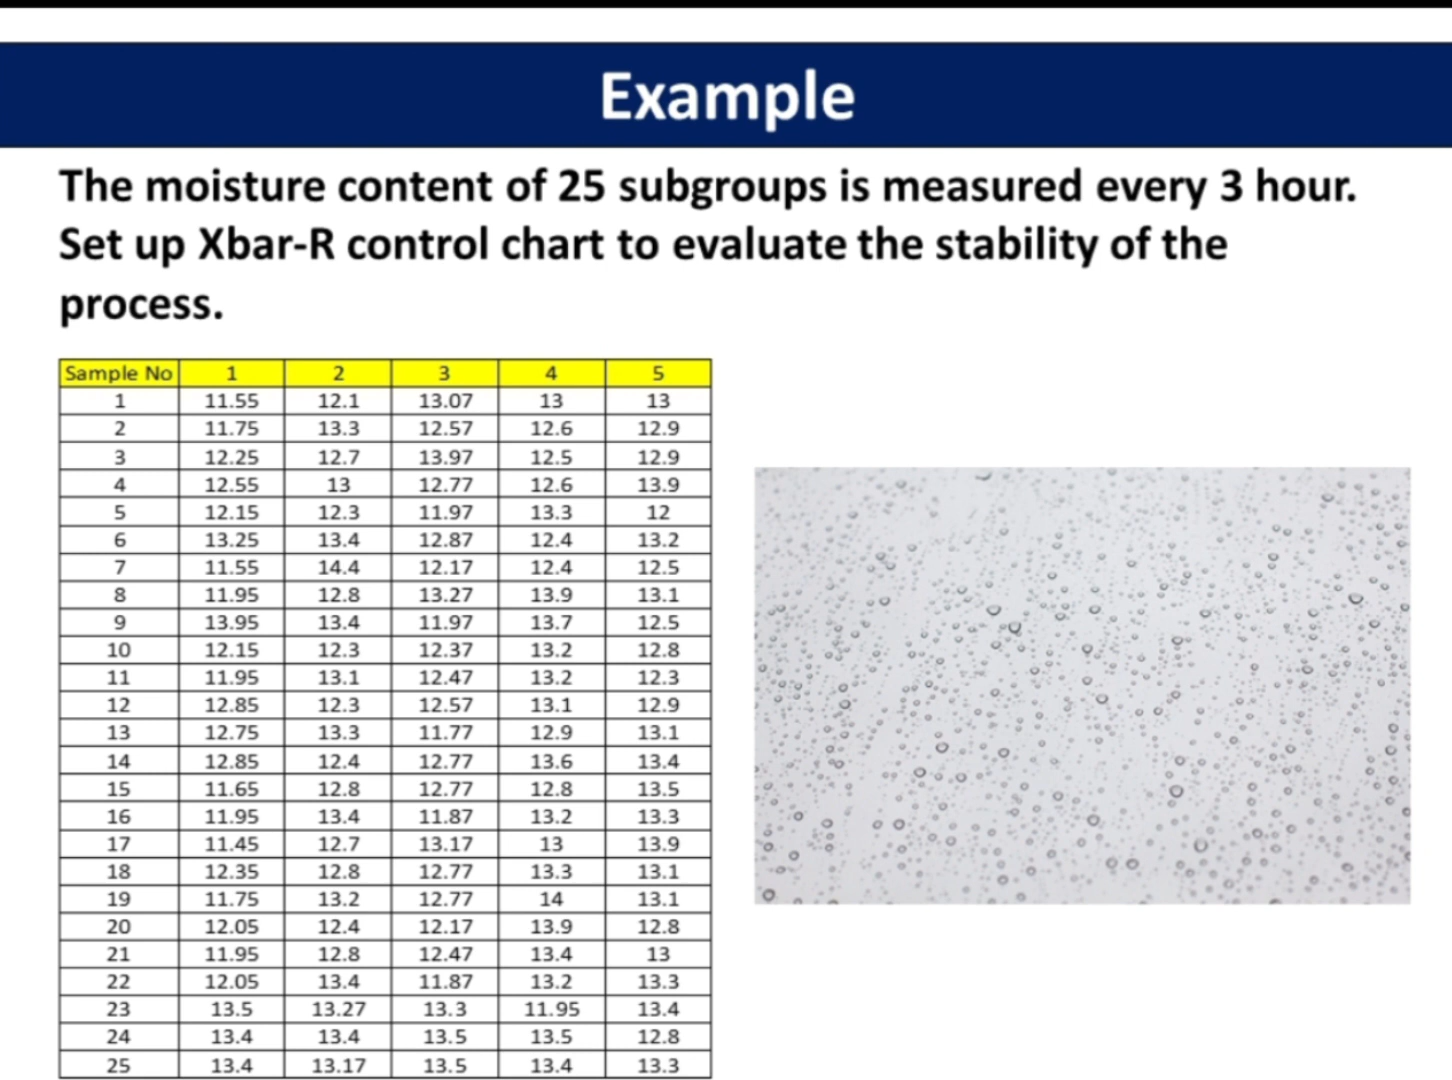 Example
The moisture content of 25 subgroups is measured every 3 hour.
Set up Xbar-R control chart to evaluate the stability of the
process.
Sample No 1 2 3 4 5
1 11.55 12.1 13.07 13 13
2 11.75 13.3 12.57 12.6 12.9
3 12.25 12.7 13.97 12.5 12.9
4 12.55 13 12.77 12.6 13.9
5 12.15 12.3 11.97 13.3 12
6 13.25 13.4 12.87 12.4 13.2
7 11.55 14.4 12.17 12.4 12.5
8 11.95 12.8 13.27 13.9 13.1
9 13.95 13.4 11.97 13.7 12.5
10 12.15 12.3 12.37 13.2 12.8
11 11.95 13.1 12.47 13.2 12.3
12 12.85 12.3 12.57 13.1 12.9
13 12.75 13.3 11.77 12.9 13.1
14 12.85 12.4 12.77 13.6 13.4
15 11.65 12.8 12.77 12.8 13.5
16 11.95 13.4 11.87 13.2 13.3
17 11.45 12.7 13.17 13 13.9
18 12.35 12.8 12.77 13.3 13.1
19 11.75 13.2 12.77 14 13.1
20 12.05 12.4 12.17 13.9 12.8
21 11.95 12.8 12.47 13.4 13
22 12.05 13.4 11.87 13.2 13.3
23 13.5 13.27 13.3 11.95 13.4
24 13.4 13.4 13.5 13.5 12.8
25 13.4 13.17 13.5 13.4 13.3